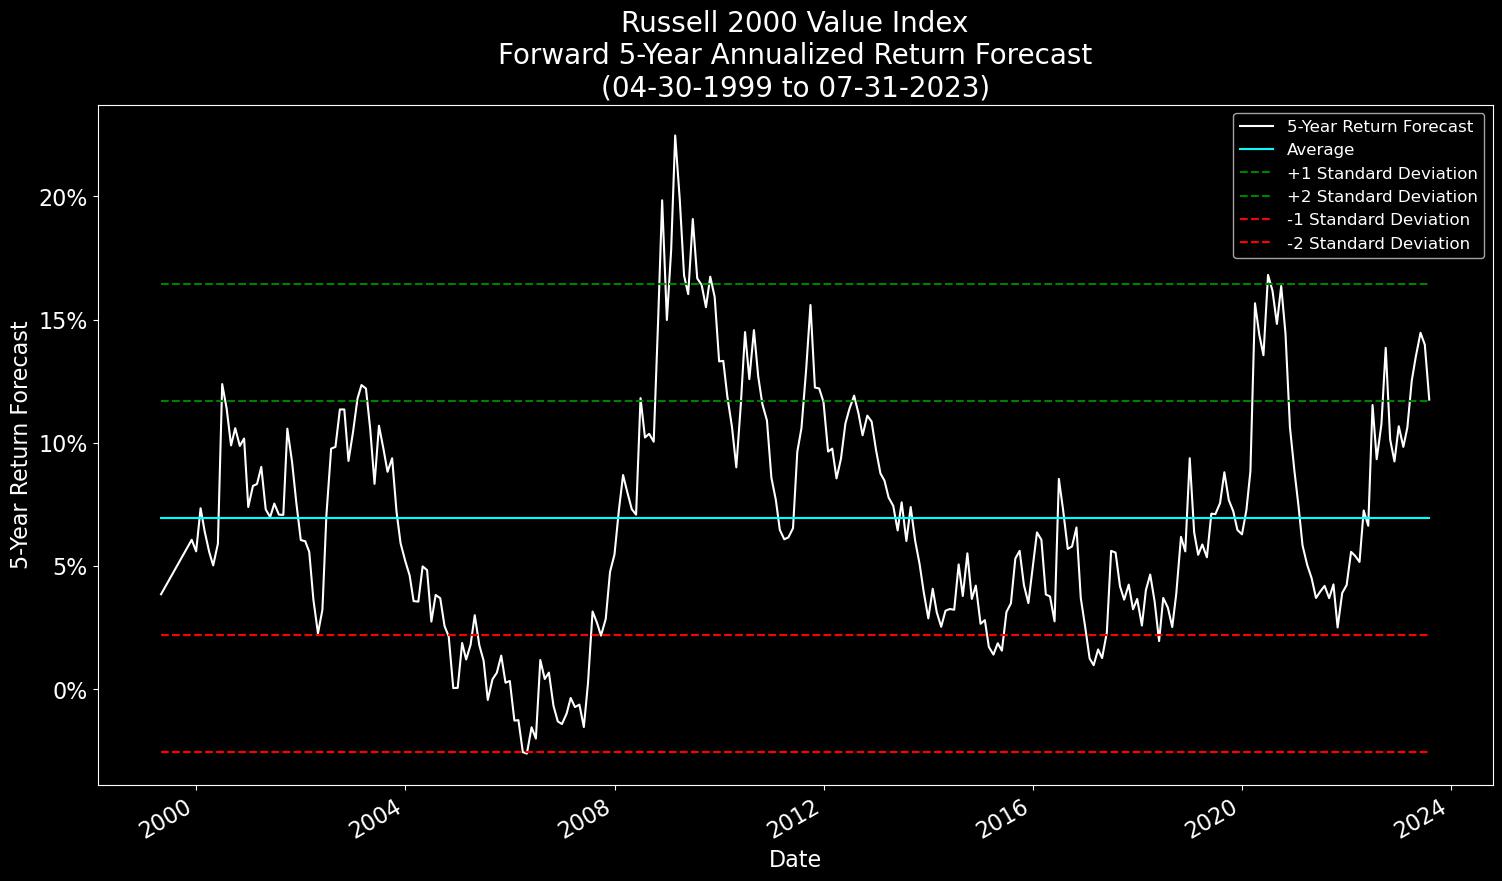 Russell 2000 Value Index
Forward 5-Year Annualized Return Forecast
(04-30-1999 to 07-31-2023)
5-Year Return Forecast
Average
+1 Standard Deviation
+2 Standard Deviation
-1 Standard Deviation
-2 Standard Deviation
20%
15%
10%
5%
0%
5-Year Return Forecast
2000
2004
2008
2012
2016
2020
2024
Date